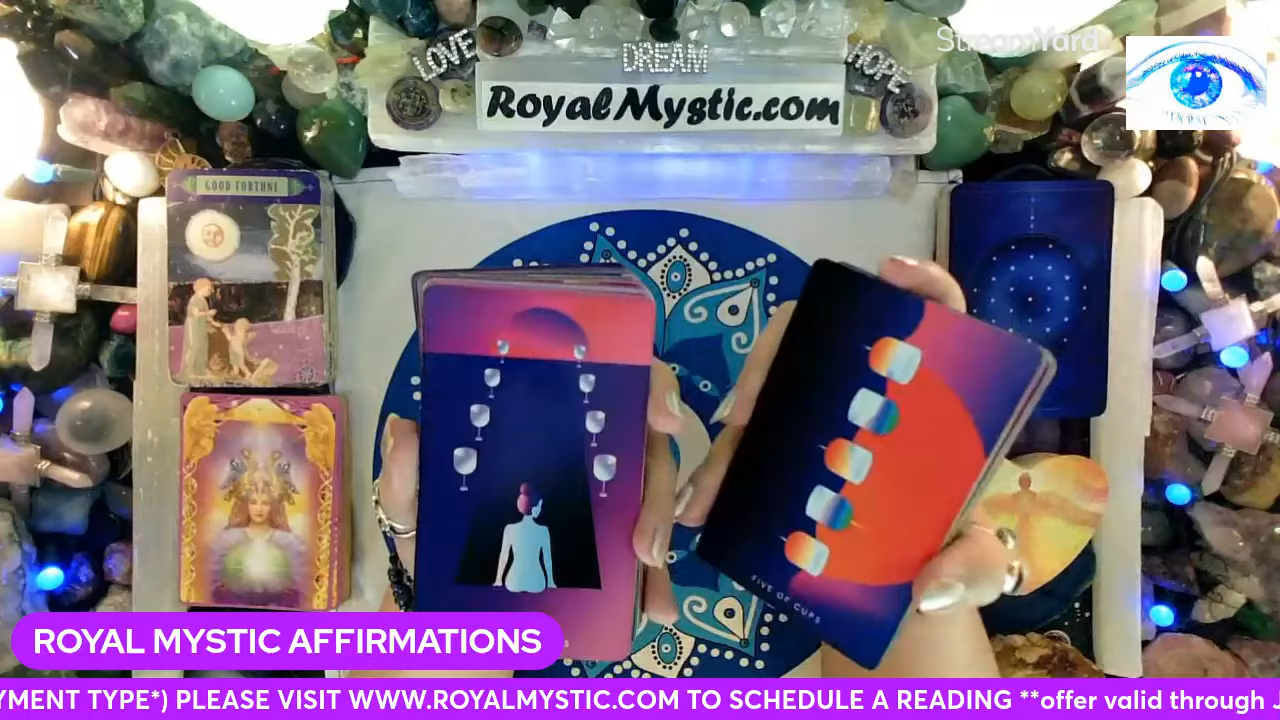 StreamYard
LOVE
DREAM
HOPE
RoyalMystic.com
GOOD FORTUNE
FIVE OF CUPS
ROYAL MYSTIC AFFIRMATIONS
YMENT TYPE*) PLEASE VISIT WWW.ROYALMYSTIC.COM TO SCHEDULE A READING **offer valid through J